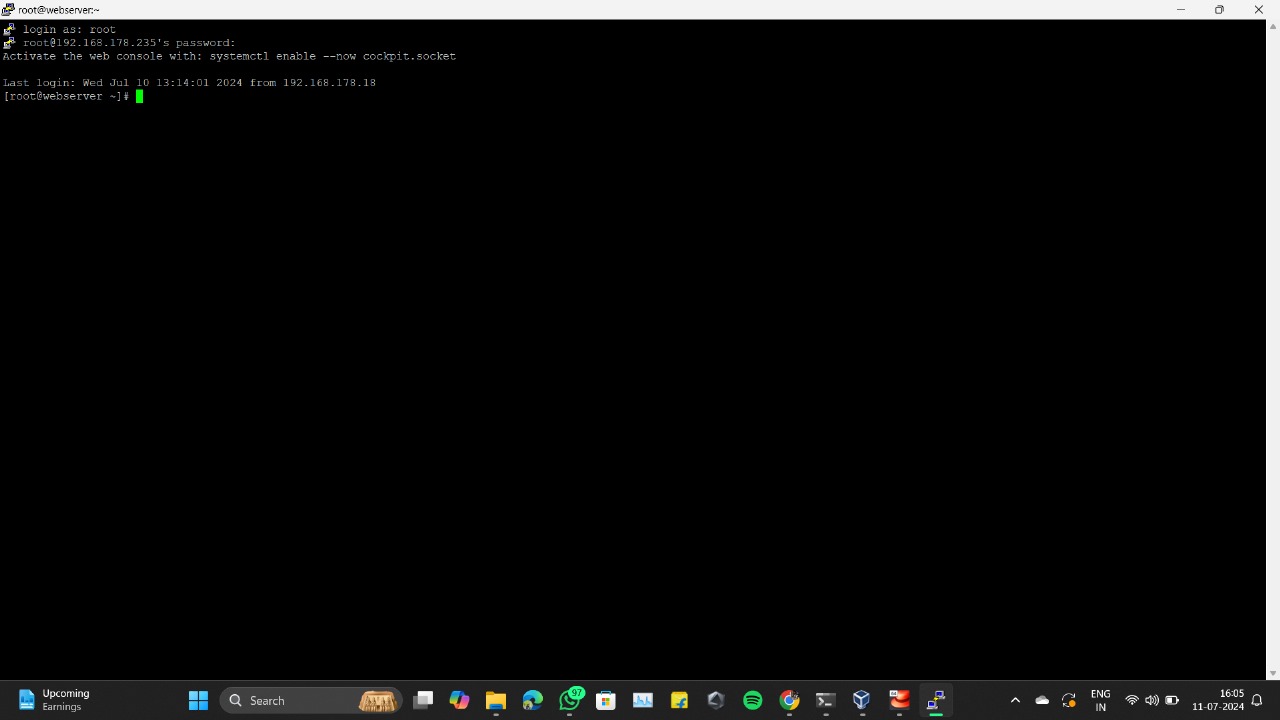 root@webserver:~
login as: root
root@192.168.178.235's password:
Activate the web console with: systemctl enable --now cockpit.socket
Last login: Wed Jul 10 13:14:01 2024 from 192.168.178.18
[root@webserver ~]#
Upcoming
Earnings
Search
97
ENG
IN
16:05
11-07-2024